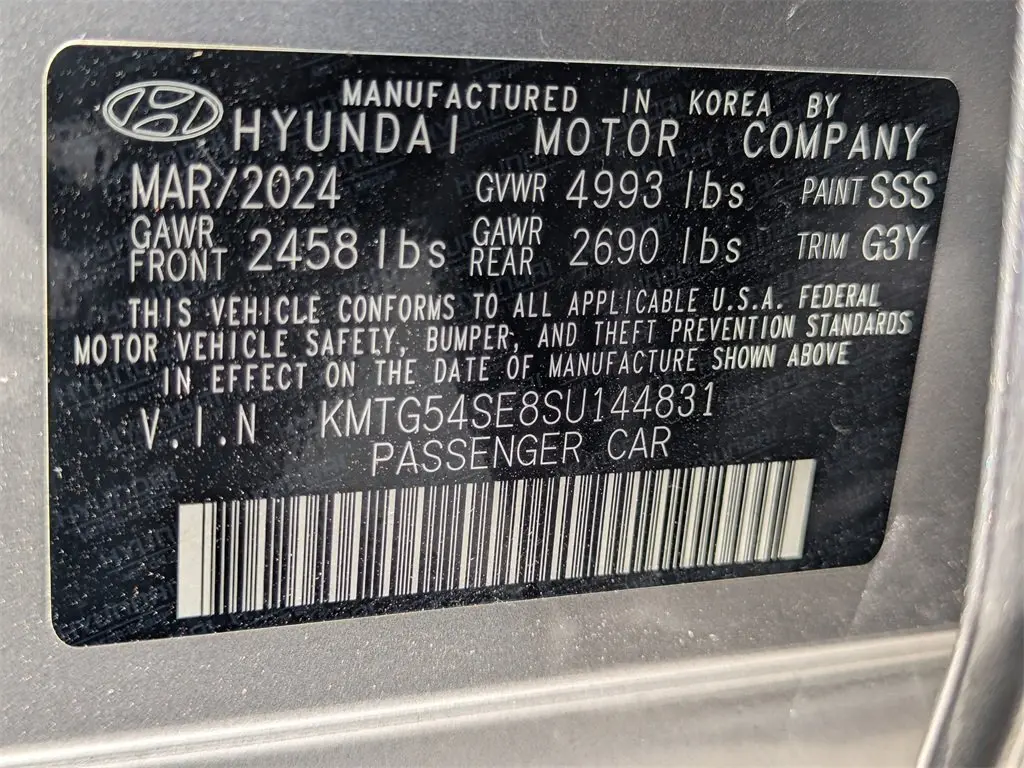 MANUFACTURED IN KOREA BY
HYUNDAI MOTOR COMPANY
MAR/2024 GVWR 4993 lbs PAINT SSS
GAWR FRONT 2458 lbs GAWR REAR 2690 lbs TRIM G3Y
THIS VEHICLE CONFORMS TO ALL APPLICABLE U.S.A. FEDERAL
MOTOR VEHICLE SAFETY, BUMPER, AND THEFT PREVENTION STANDARDS
IN EFFECT ON THE DATE OF MANUFACTURE SHOWN ABOVE
V.I.N KMTG54SE8SU144831
PASSENGER CAR